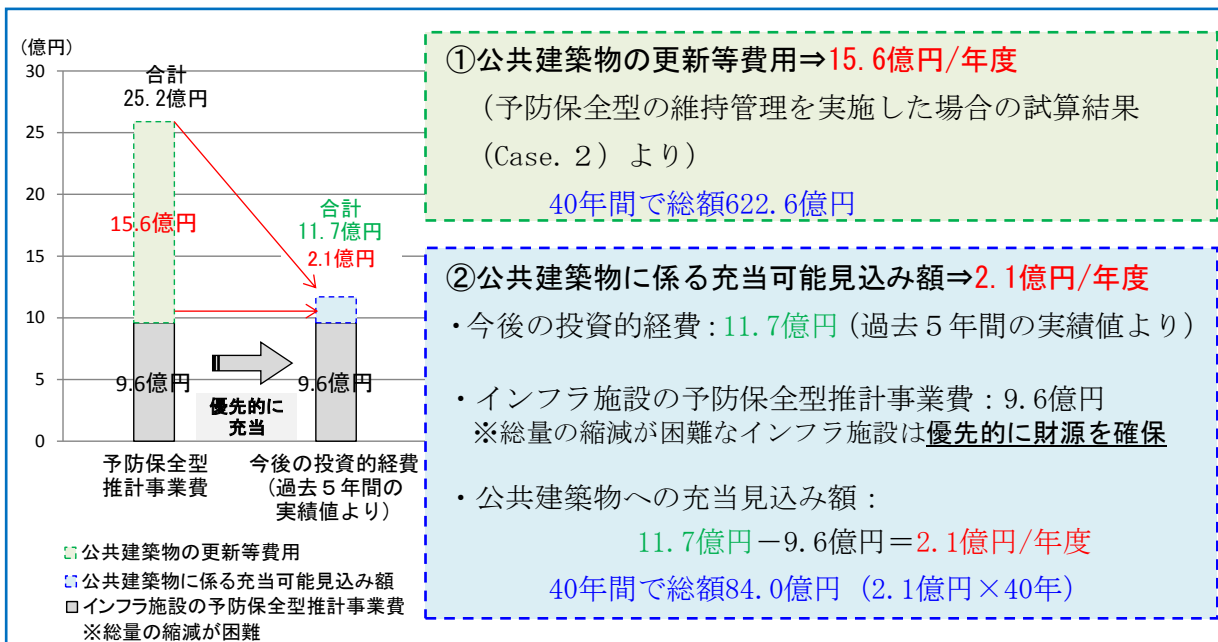 (億円)
30
25
20
15
10
5
0
合計
25.2億円
15.6億円
9.6億円
合計
11.7億円
2.1億円
9.6億円
優先的に
充当
予防保全型
推計事業費
今後の投資的経費
(過去5年間の
実績値より)
公共建築物の更新等費用
公共建築物に係る充当可能見込み額
インフラ施設の予防保全型推計事業費
※総量の縮減が困難
①公共建築物の更新等費用⇒15.6億円/年度
(予防保全型の維持管理を実施した場合の試算結果
(Case.2)より)
40年間で総額622.6億円
②公共建築物に係る充当可能見込み額⇒2.1億円/年度
・今後の投資的経費:11.7億円(過去5年間の実績値より)
・インフラ施設の予防保全型推計事業費:9.6億円
※総量の縮減が困難なインフラ施設は優先的に財源を確保
・公共建築物への充当見込み額:
11.7億円-9.6億円=2.1億円/年度
40年間で総額84.0億円(2.1億円×40年)